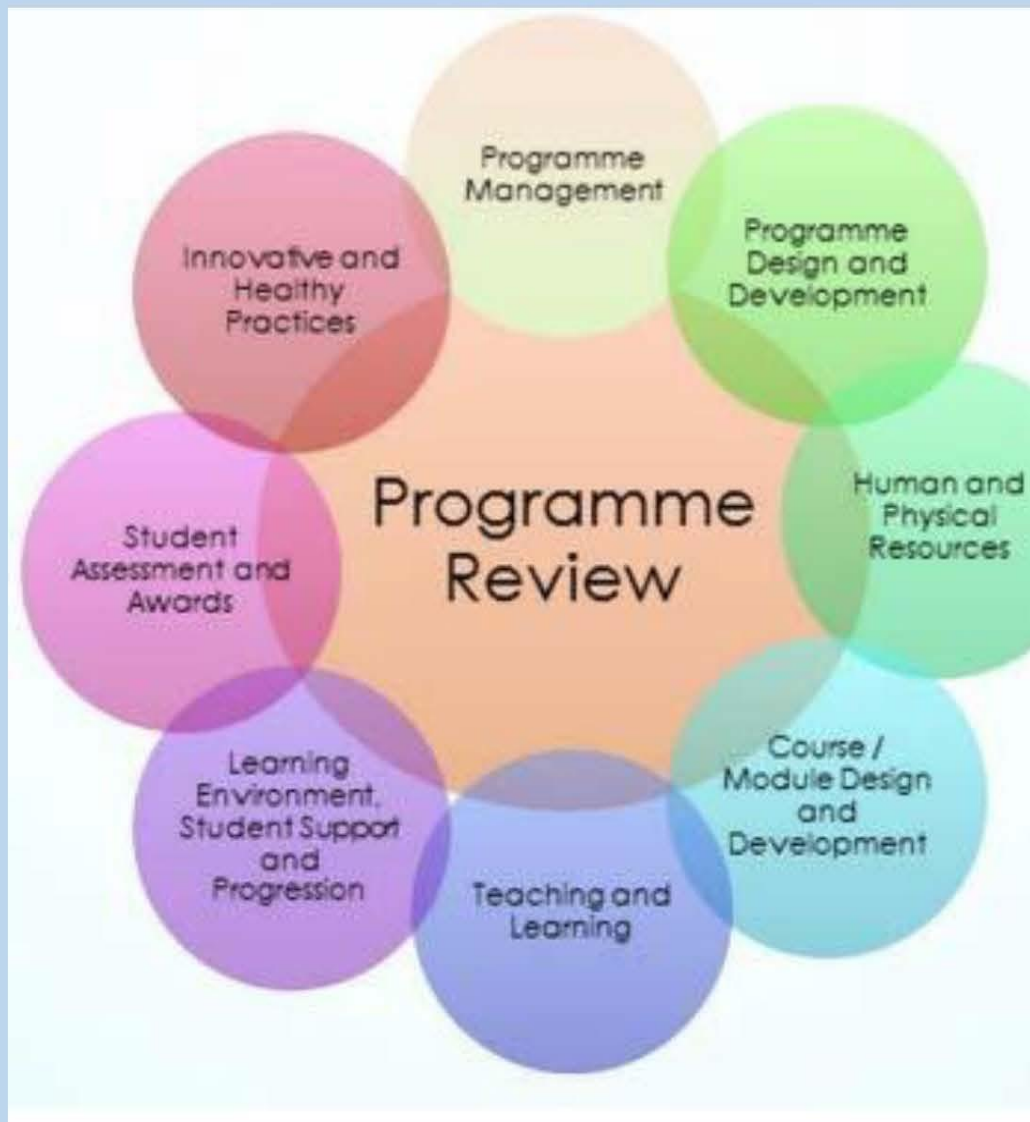 Programme
Management
Programme
Design and
Development
Human and
Physical
Resources
Course /
Module Design
and
Development
Teaching and
Learning
Learning
Environment,
Student Support
and
Progression
Student
Assessment and
Awards
Innovative and
Healthy
Practices
Programme
Review